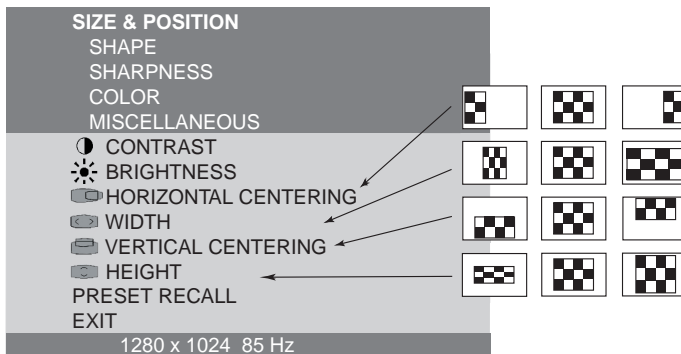 SIZE & POSITION
SHAPE
SHARPNESS
COLOR
MISCELLANEOUS
CONTRAST
BRIGHTNESS
HORIZONTAL CENTERING
WIDTH
VERTICAL CENTERING
HEIGHT
PRESET RECALL
EXIT
1280 x 1024 85 Hz